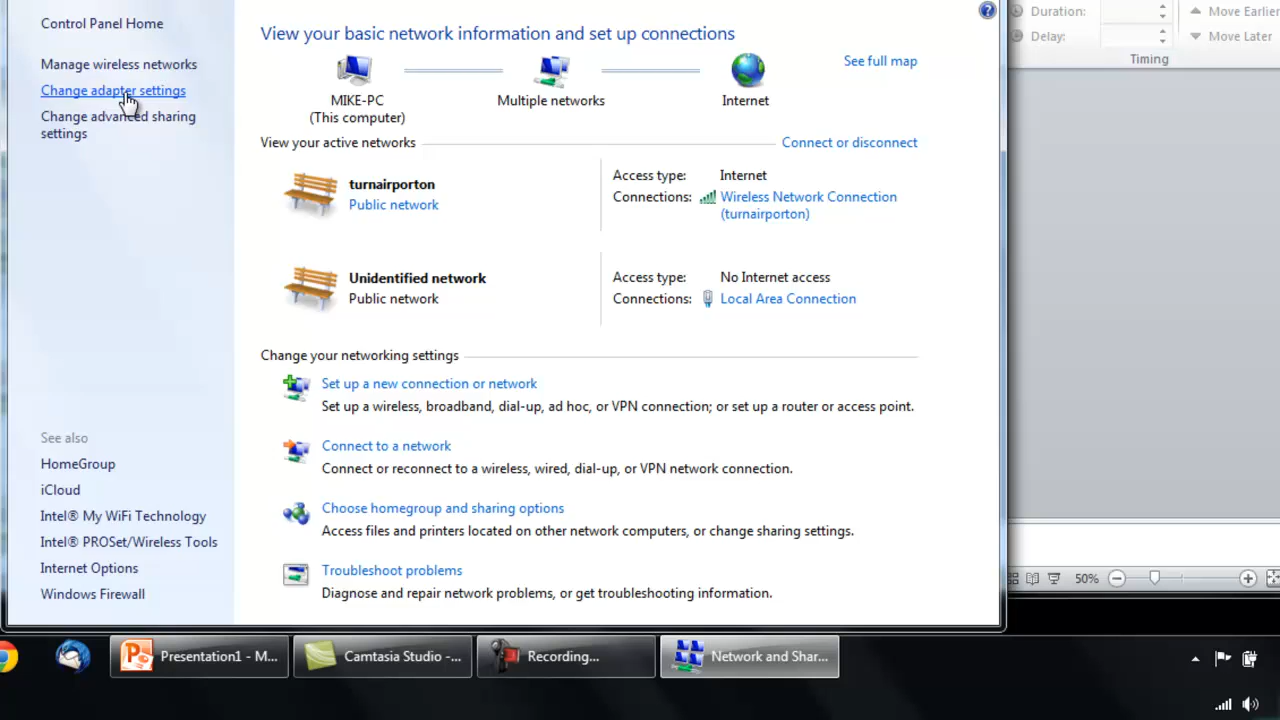 Control Panel Home
Manage wireless networks
Change adapter settings
Change advanced sharing
settings
View your basic network information and set up connections
See full map
MIKE-PC
(This computer)
Multiple networks
Internet
View your active networks
Connect or disconnect
turnairporton
Public network
Access type: Internet
Connections: Wireless Network Connection
(turnairporton)
Unidentified network
Public network
Access type: No Internet access
Connections: Local Area Connection
Change your networking settings
Set up a new connection or network
Set up a wireless, broadband, dial-up, ad hoc, or VPN connection; or set up a router or access point.
Connect to a network
Connect or reconnect to a wireless, wired, dial-up, or VPN network connection.
Choose homegroup and sharing options
Access files and printers located on other network computers, or change sharing settings.
Troubleshoot problems
Diagnose and repair network problems, or get troubleshooting information.
See also
HomeGroup
iCloud
Intel® My WiFi Technology
Intel® PROSet/Wireless Tools
Internet Options
Windows Firewall
Duration:
Delay:
Move Earlier
Move Later
Timing
50%
Presentation1 - M...
Camtasia Studio -...
Recording...
Network and Shar...